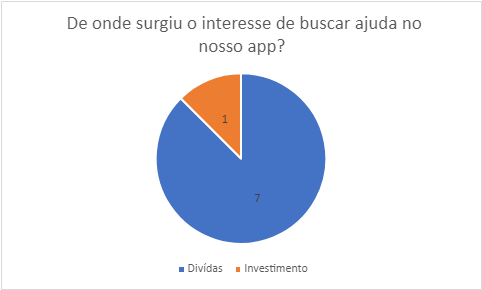 De onde surgiu o interesse de buscar ajuda no
nosso app?
1
7
Dívidas Investimento